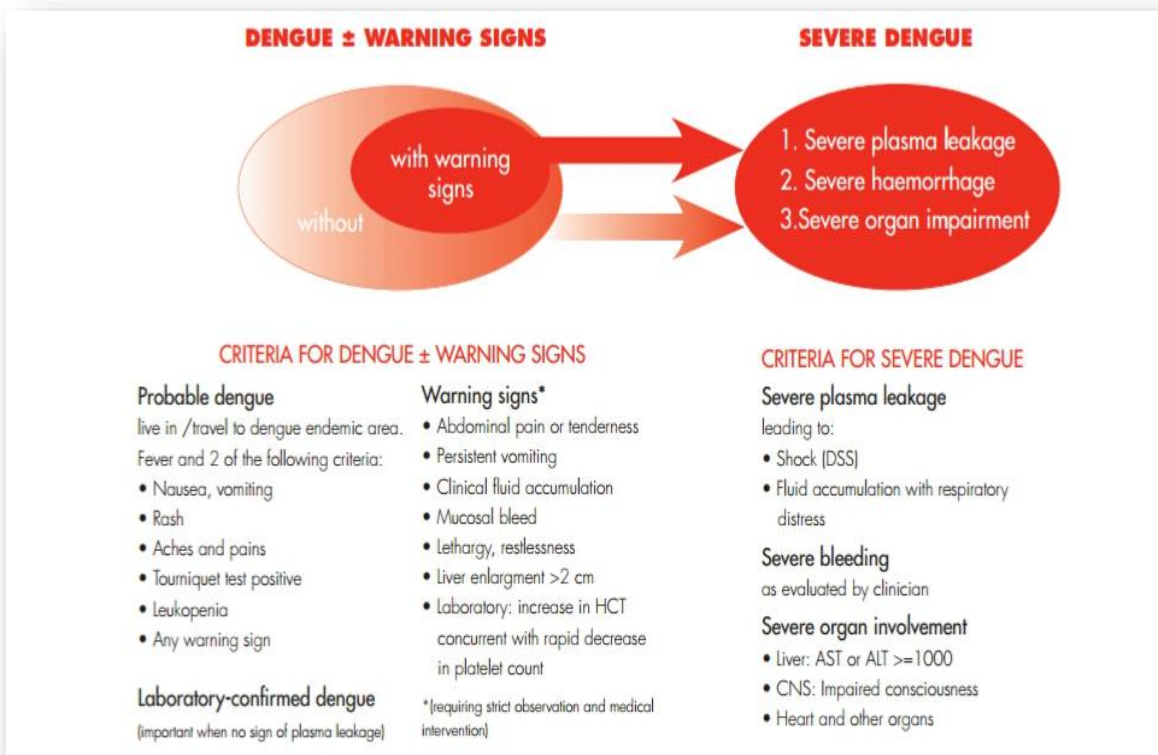 DENGUE ± WARNING SIGNS
SEVERE DENGUE
with warning
signs
without
1. Severe plasma leakage
2. Severe haemorrhage
3.Severe organ impairment
CRITERIA FOR DENGUE ± WARNING SIGNS
Probable dengue
live in /travel to dengue endemic area.
Fever and 2 of the following criteria:
• Nausea, vomiting
• Rash
• Aches and pains
• Tourniquet test positive
• Leukopenia
• Any warning sign
Laboratory-confirmed dengue
(important when no sign of plasma leakage)
Warning signs*
• Abdominal pain or tenderness
• Persistent vomiting
• Clinical fluid accumulation
• Mucosal bleed
• Lethargy, restlessness
• Liver enlargment >2 cm
• Laboratory: increase in HCT
concurrent with rapid decrease
in platelet count
*(requiring strict observation and medical
intervention)
CRITERIA FOR SEVERE DENGUE
Severe plasma leakage
leading to:
• Shock (DSS)
• Fluid accumulation with respiratory
distress
Severe bleeding
as evaluated by clinician
Severe organ involvement
• Liver: AST or ALT >=1000
• CNS: Impaired consciousness
• Heart and other organs